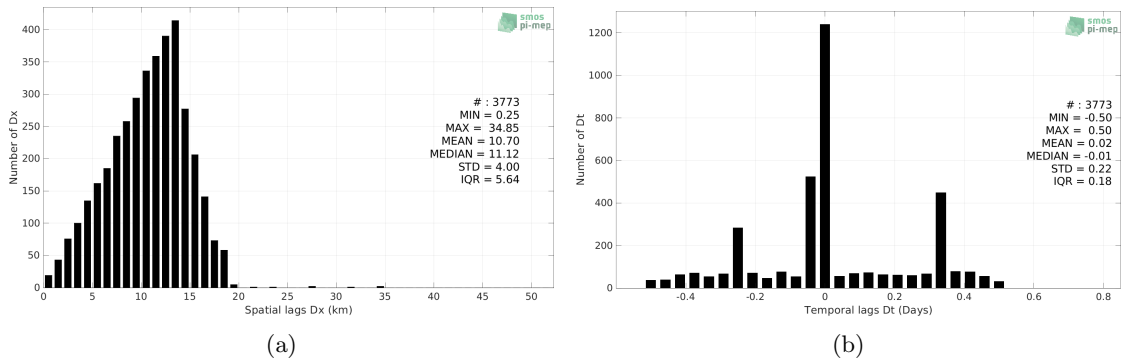 smos
pi-mep
Number of Dx
400
350
300
250
200
150
100
50
0
# : 3773
MIN = 0.25
MAX = 34.85
MEAN = 10.70
MEDIAN = 11.12
STD = 4.00
IQR = 5.64
0 5 10 15 20 25 30 35 40 45 50
Spatial lags Dx (km)
(a)
smos
pi-mep
Number of Dt
1200
1000
800
600
400
200
0
# : 3773
MIN = -0.50
MAX = 0.50
MEAN = 0.02
MEDIAN = -0.01
STD = 0.22
IQR = 0.18
-0.4 -0.2 0 0.2 0.4 0.6 0.8
Temporal lags Dt (Days)
(b)